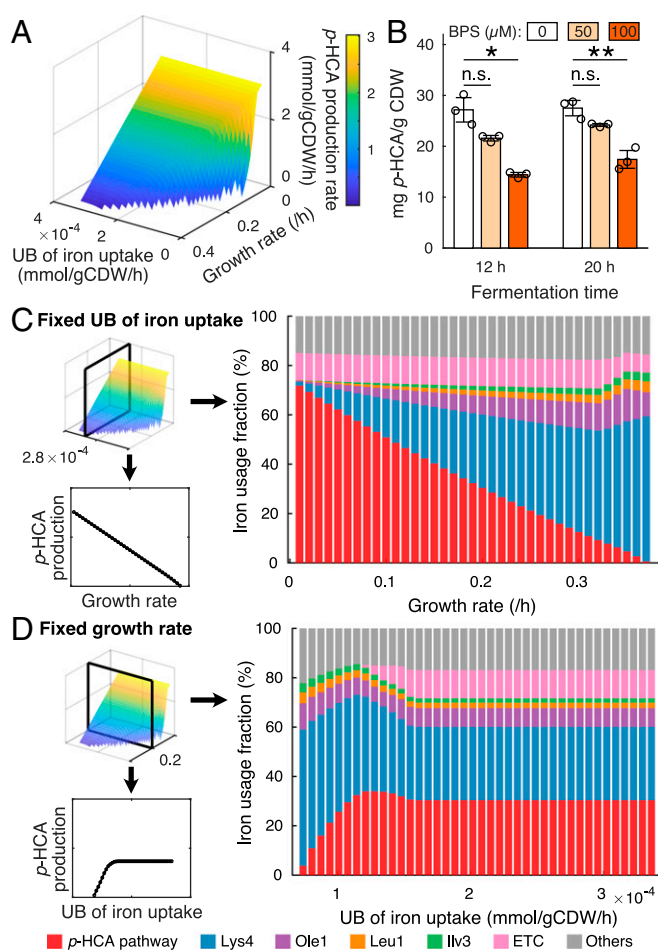 A
p-HCA production rate
(mmol/gCDW/h)
4
2
0
3
2
1
4
× 10⁻⁴
2
0
0.4
0.2
0
UB of iron uptake
(mmol/gCDW/h)
Growth rate (/h)
B
BPS (µM): 0 50 100
* **
n.s. n.s.
mg p-HCA/g CDW
40
30
20
10
0
12 h 20 h
Fermentation time
C Fixed UB of iron uptake
2.8 × 10⁻⁴
p-HCA
production
Growth rate
Iron usage fraction (%)
100
80
60
40
20
0
0 0.1 0.2 0.3
Growth rate (/h)
D Fixed growth rate
0.2
p-HCA
production
UB of iron uptake
Iron usage fraction (%)
100
80
60
40
20
0
1 2 3 × 10⁻⁴
UB of iron uptake (mmol/gCDW/h)
p-HCA pathway Lys4 Ole1 Leu1 Ilv3 ETC Others